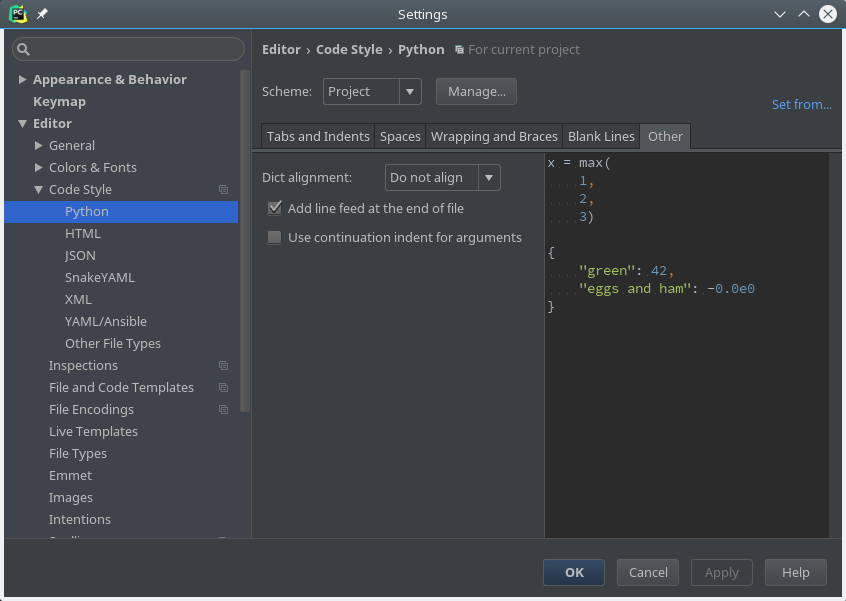 Settings
Appearance & Behavior
Keymap
Editor
General
Colors & Fonts
Code Style
Python
HTML
JSON
SnakeYAML
XML
YAML/Ansible
Other File Types
Inspections
File and Code Templates
File Encodings
Live Templates
File Types
Emmet
Images
Intentions
Editor › Code Style › Python For current project
Scheme: Project Manage...
Set from...
Tabs and Indents Spaces Wrapping and Braces Blank Lines Other
Dict alignment: Do not align
Add line feed at the end of file
Use continuation indent for arguments
x = max(
    1,
    2,
    3)
{
    "green": 42,
    "eggs and ham": -0.0e0
}
OK Cancel Apply Help